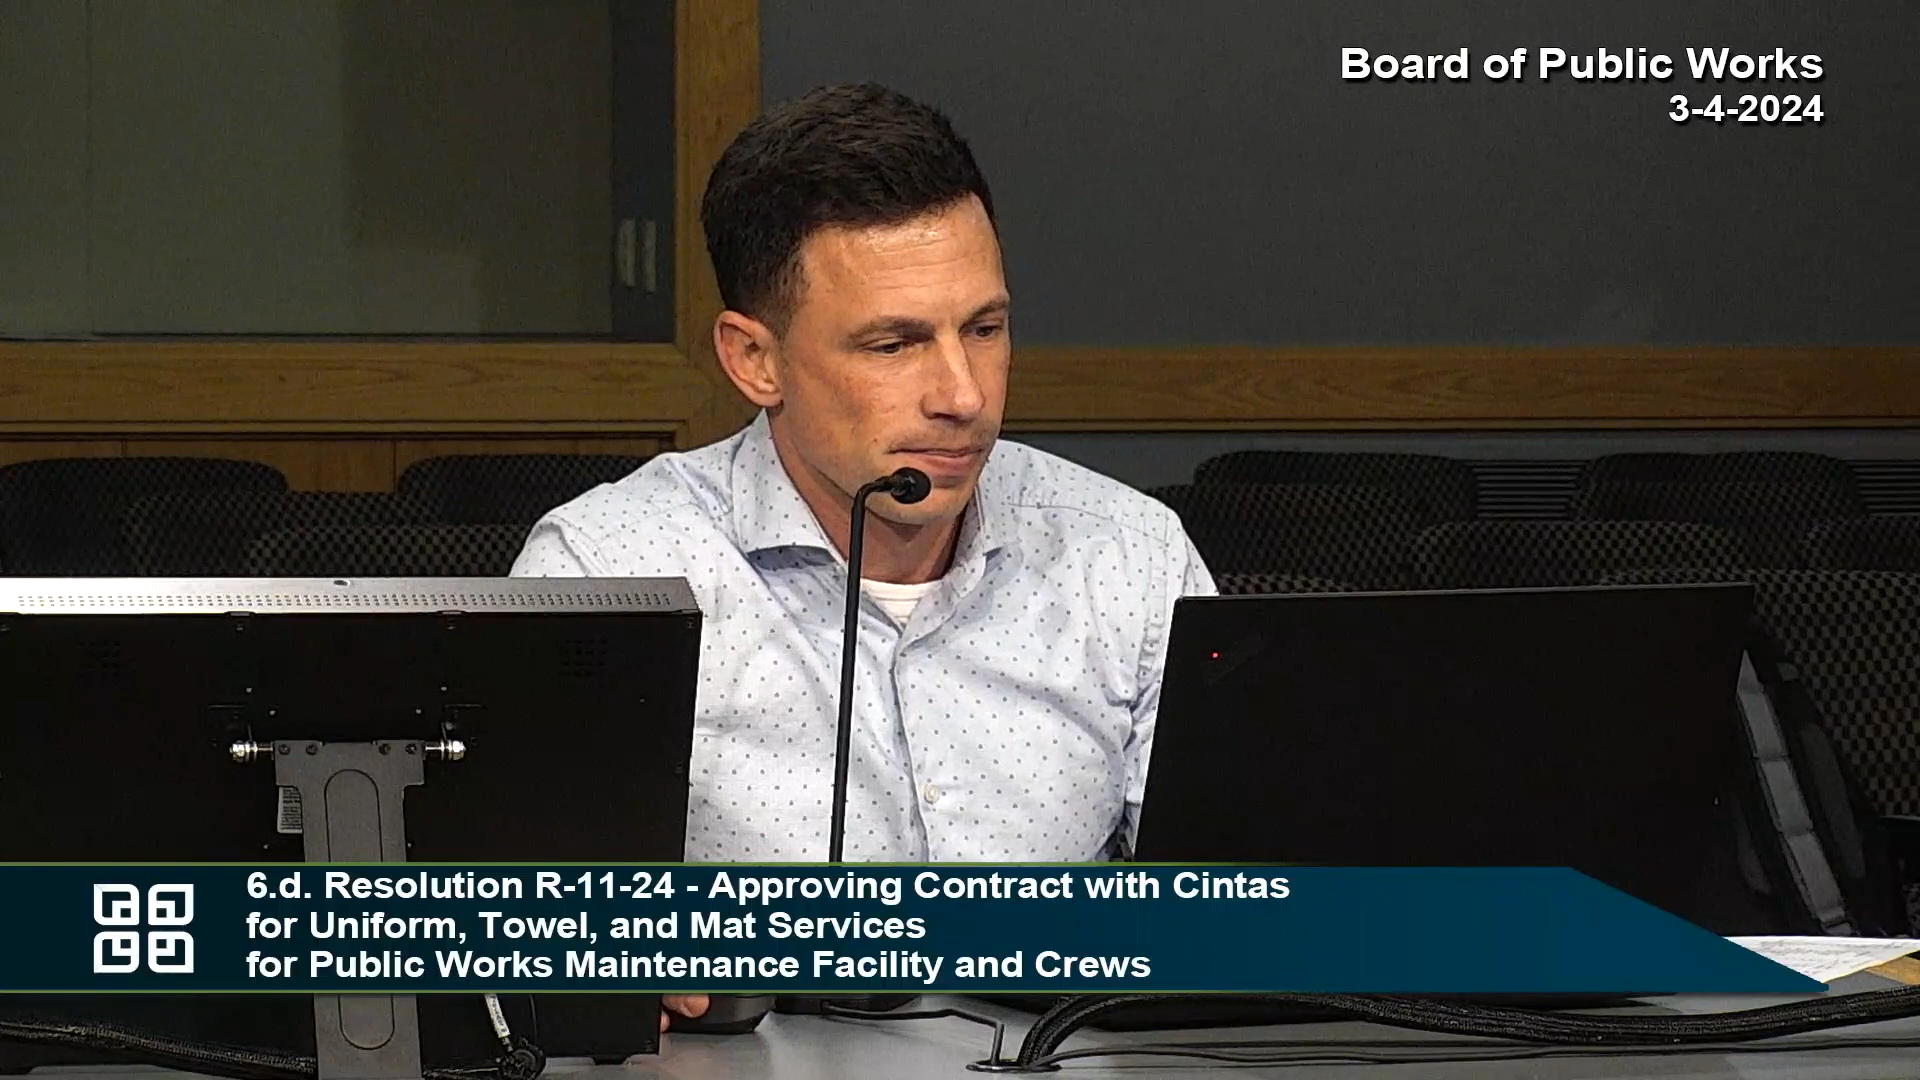 Board of Public Works
3-4-2024
6.d. Resolution R-11-24 - Approving Contract with Cintas
for Uniform, Towel, and Mat Services
for Public Works Maintenance Facility and Crews